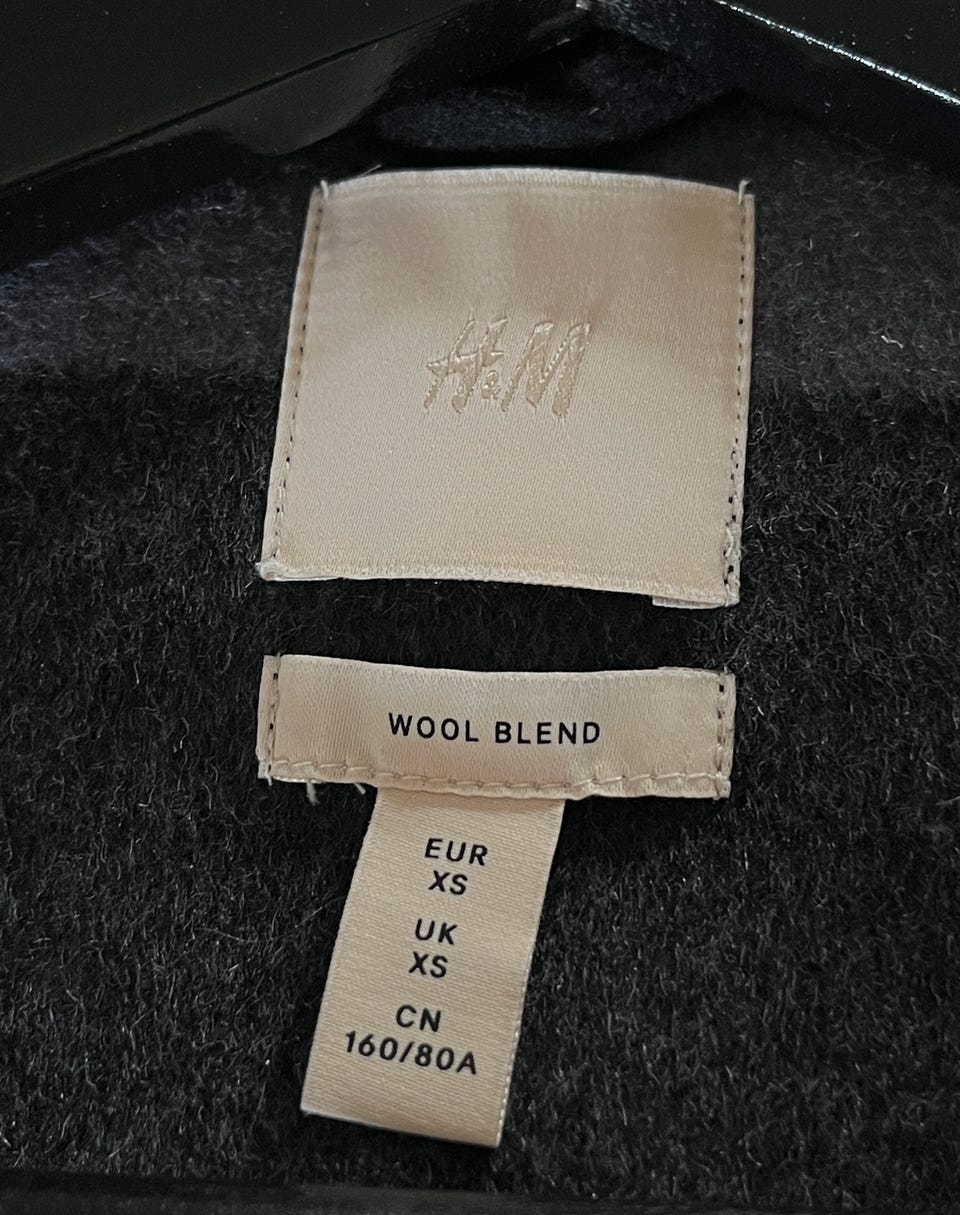 H&M
WOOL BLEND
EUR
XS
UK
XS
CN
160/80A